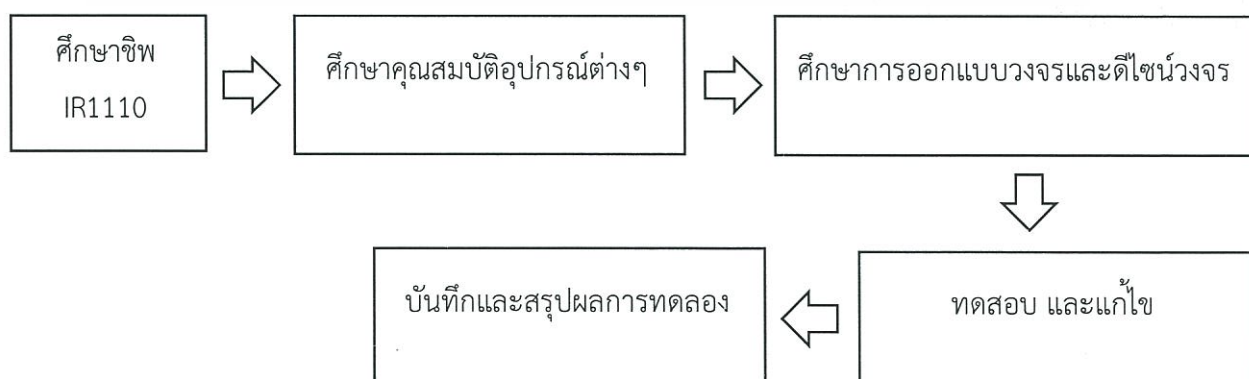 ศึกษาชิพ
IR1110
ศึกษาคุณสมบัติอุปกรณ์ต่างๆ
ศึกษาการออกแบบวงจรและดีไซน์วงจร
ทดสอบ และแก้ไข
บันทึกและสรุปผลการทดลอง